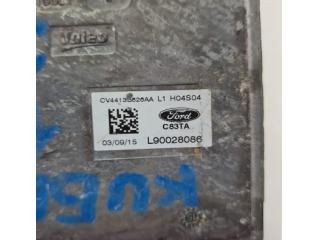 Valeo
CV4413B626AA L1 H04S04
Ford
C83TA
03/09/15
L90028086
KUG